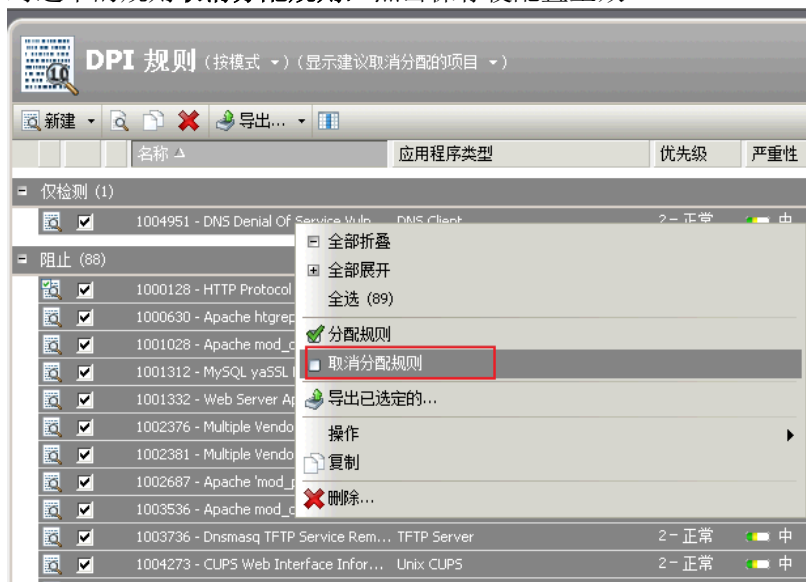 DPI 规则 (按模式 ▾) (显示建议取消分配的项目 ▾)
新建 导出...
名称 应用程序类型 优先级 严重性
仅检测 (1)
1004951 - DNS Denial Of Service Vuln... DNS Client 2 - 正常 中
全部折叠
阻止 (88)
全部展开
1000128 - HTTP Protocol
全选 (89)
1000630 - Apache htgrep
分配规则
1001028 - Apache mod_
取消分配规则
1001312 - MySQL yaSSL
1001332 - Web Server Ap
导出已选定的...
1002376 - Multiple Vendo
操作
1002381 - Multiple Vendo
复制
1002687 - Apache 'mod_
删除...
1003536 - Apache mod_
1003736 - Dnsmasq TFTP Service Rem... TFTP Server 2 - 正常 中
1004273 - CUPS Web Interface Infor... Unix CUPS 2 - 正常 中